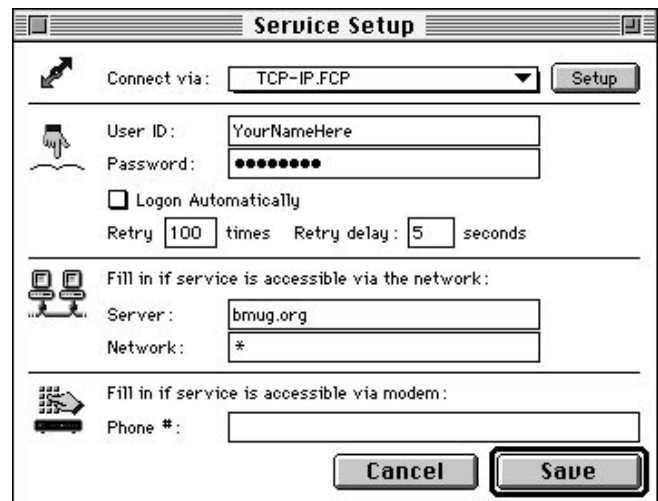 Service Setup
Connect via: TCP-IP.FCP Setup
User ID: YourNameHere
Password: ●●●●●●●●
Logon Automatically
Retry 100 times Retry delay: 5 seconds
Fill in if service is accessible via the network:
Server: bmug.org
Network: *
Fill in if service is accessible via modem:
Phone #:
Cancel Save